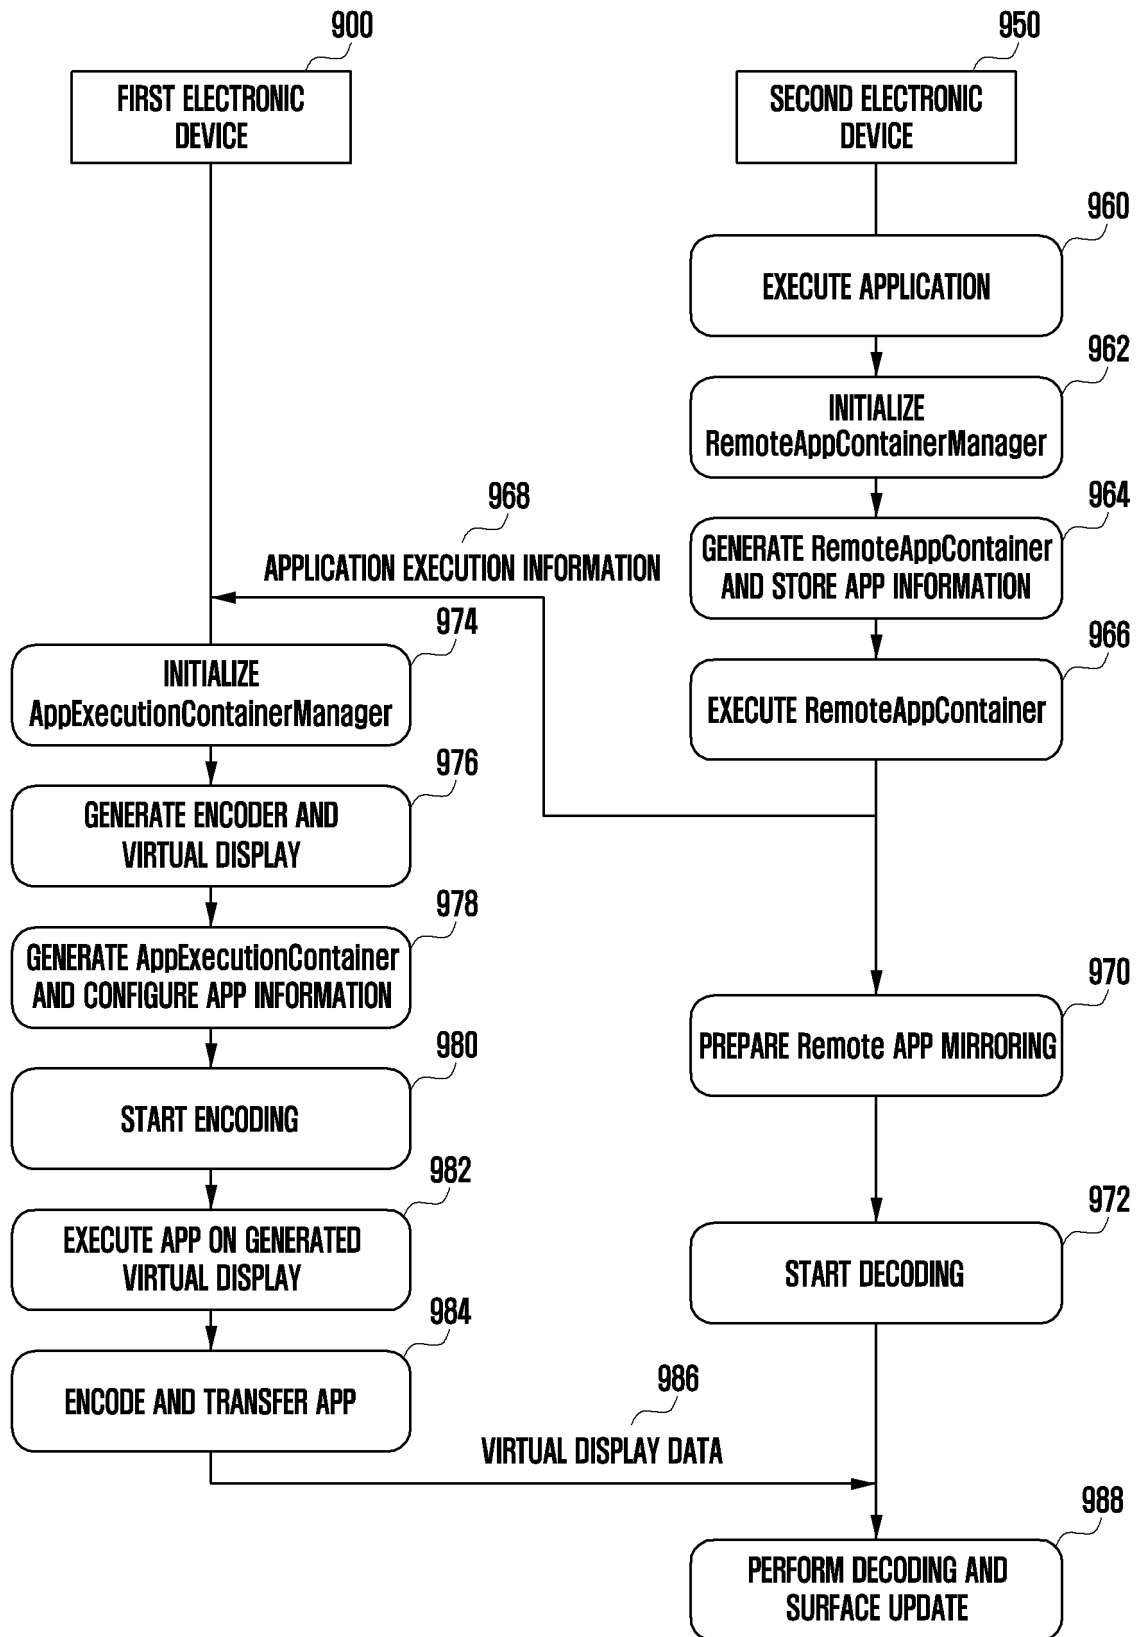 900
950
FIRST ELECTRONIC
DEVICE
SECOND ELECTRONIC
DEVICE
960
EXECUTE APPLICATION
962
INITIALIZE
RemoteAppContainerManager
964
GENERATE RemoteAppContainer
AND STORE APP INFORMATION
968
APPLICATION EXECUTION INFORMATION
966
EXECUTE RemoteAppContainer
974
INITIALIZE
AppExecutionContainerManager
976
GENERATE ENCODER AND
VIRTUAL DISPLAY
978
GENERATE AppExecutionContainer
AND CONFIGURE APP INFORMATION
970
PREPARE Remote APP MIRRORING
980
START ENCODING
982
EXECUTE APP ON GENERATED
VIRTUAL DISPLAY
972
START DECODING
984
ENCODE AND TRANSFER APP
986
VIRTUAL DISPLAY DATA
988
PERFORM DECODING AND
SURFACE UPDATE